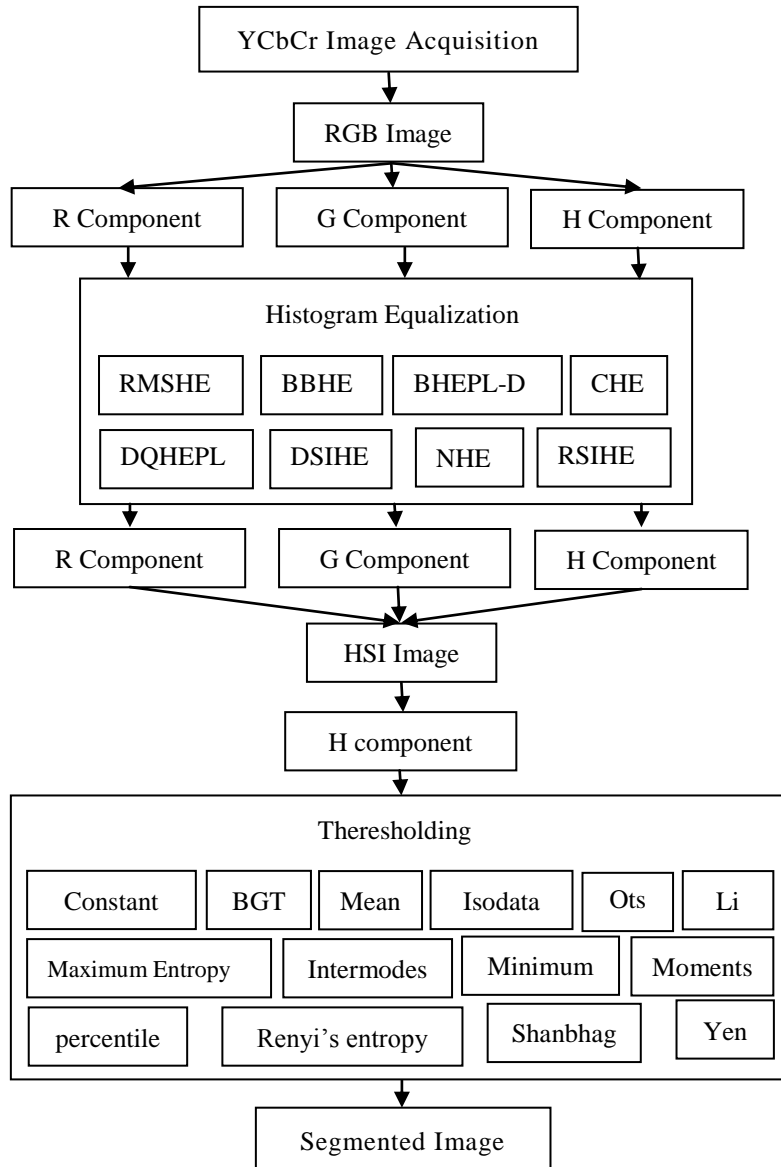 YCbCr Image Acquisition
RGB Image
R Component
G Component
H Component
Histogram Equalization
RMSHE
BBHE
BHEPL-D
CHE
DQHEPL
DSIHE
NHE
RSIHE
R Component
G Component
H Component
HSI Image
H component
Theresholding
Constant
BGT
Mean
Isodata
Ots
Li
Maximum Entropy
Intermodes
Minimum
Moments
percentile
Renyi’s entropy
Shanbhag
Yen
Segmented Image